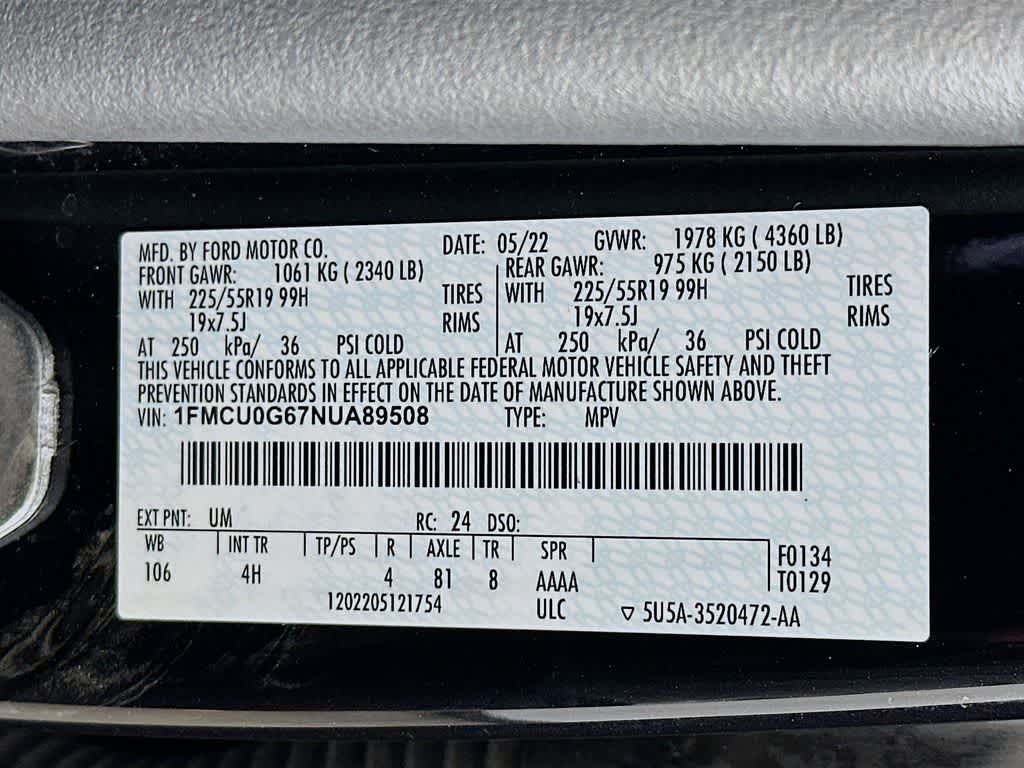 MFD. BY FORD MOTOR CO. DATE: 05/22 GVWR: 1978 KG ( 4360 LB)
FRONT GAWR: 1061 KG ( 2340 LB) REAR GAWR: 975 KG ( 2150 LB)
WITH 225/55R19 99H TIRES WITH 225/55R19 99H TIRES
19x7.5J RIMS 19x7.5J RIMS
AT 250 kPa/ 36 PSI COLD AT 250 kPa/ 36 PSI COLD
THIS VEHICLE CONFORMS TO ALL APPLICABLE FEDERAL MOTOR VEHICLE SAFETY AND THEFT
PREVENTION STANDARDS IN EFFECT ON THE DATE OF MANUFACTURE SHOWN ABOVE.
VIN: 1FMCU0G67NUA89508 TYPE: MPV
EXT PNT: UM RC: 24 DSO:
WB INT TR TP/PS R AXLE TR SPR F0134
106 4H 4 81 8 AAAA T0129
1202205121754 ULC ▽ 5U5A-3520472-AA